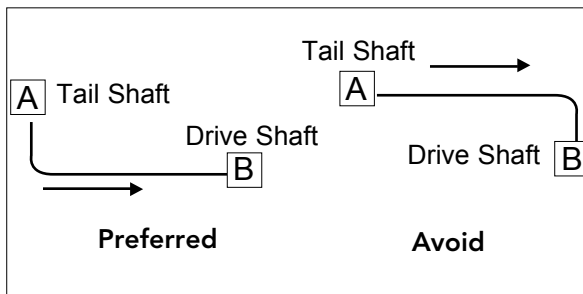 A Tail Shaft
Drive Shaft
B
Preferred
Tail Shaft
A
Drive Shaft B
Avoid